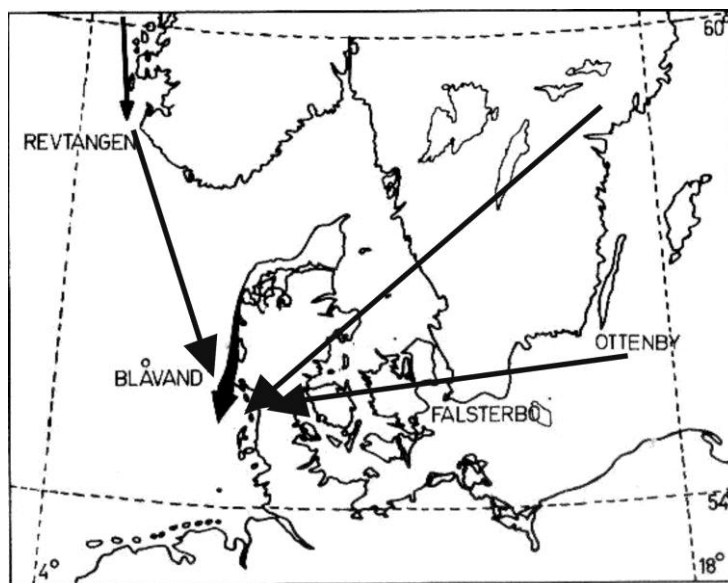 60
REVTANGEN
OTTENBY
BLÅVAND
FALSTERBO
54
4°
18°